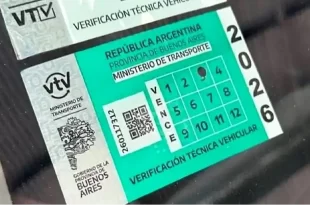 VTV
VERIFICACIÓN TÉCNICA VEHICUL
REPÚBLICA ARGENTINA
PROVINCIA DE BUENOS AIRES
MINISTERIO DE TRANSPORTE
vtv
MINISTERIO DE
TRANSPORTE
GOBIERNO DE LA
PROVINCIA DE
BUENOS
AIRES
260117312
VENCE
1 2 4
5 6 7 8
9 10 11 12
2026
VERIFICACIÓN TÉCNICA VEHICULAR